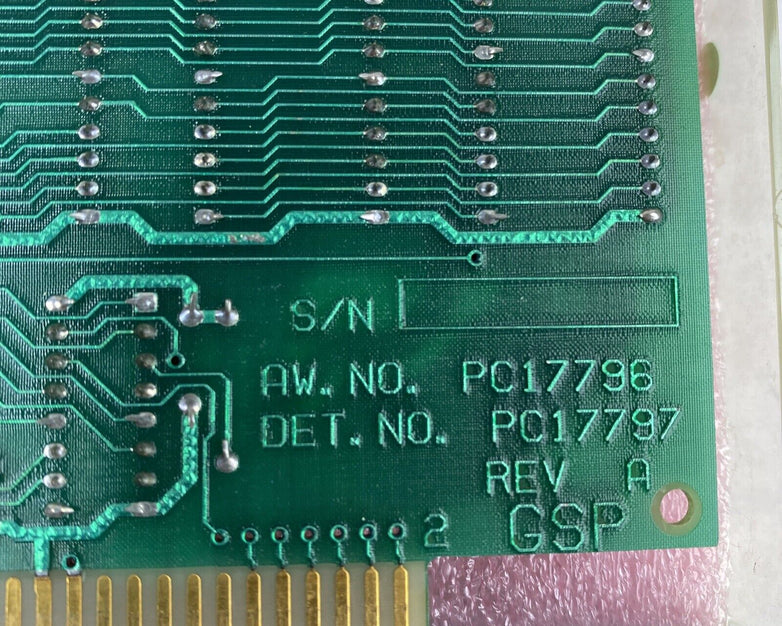 S/N
AW. NO. PC17796
DET. NO. PC17797
REV A
2 GSP